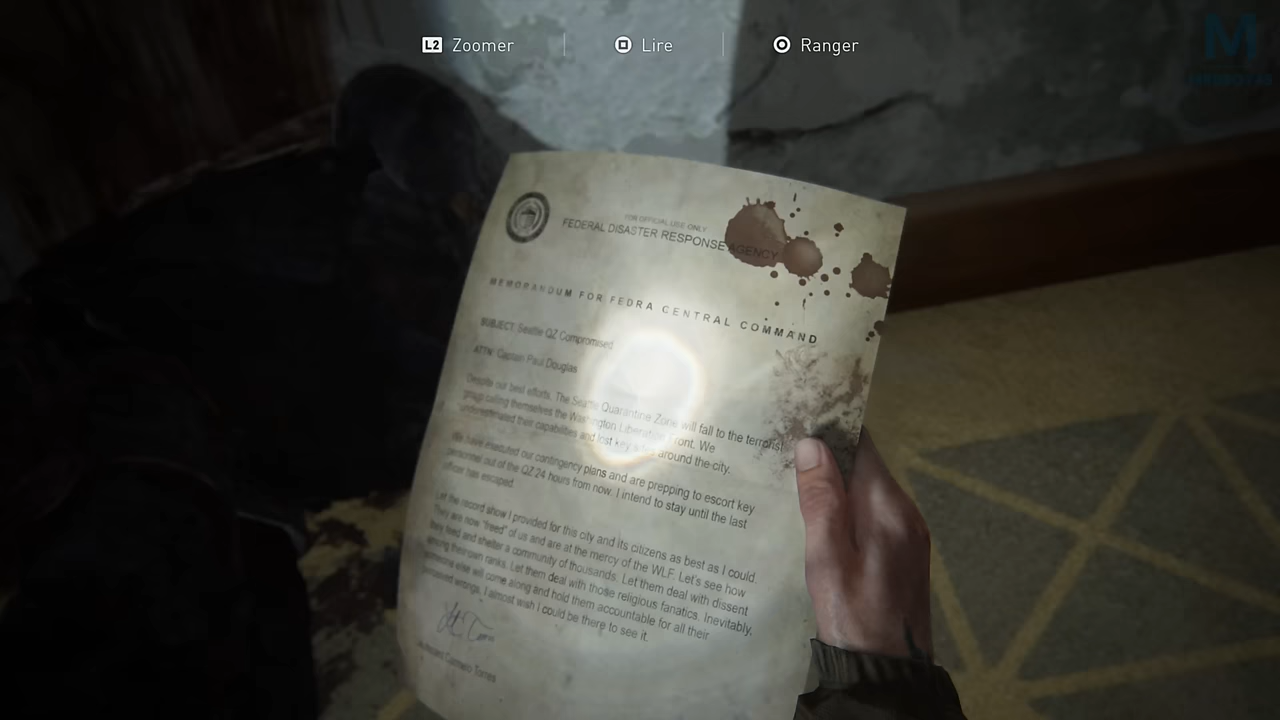 L2 Zoomer
Lire
Ranger
M
FOR OFFICIAL USE ONLY
FEDERAL DISASTER RESPONSE AGENCY
MEMORANDUM FOR FEDRA CENTRAL COMMAND
SUBJECT: Seattle QZ Compromised
ATTN: Captain Paul Douglas
Despite our best efforts, The Seattle Quarantine Zone will fall to the terrorist
group calling themselves the Washington Liberation Front. We
underestimated their capabilities and lost key around the city.
We have executed our contingency plans and are prepping to escort key
personnel out of the QZ 24 hours from now. I intend to stay until the last
officer has escaped.
Let the record show I provided for this city and its citizens as best as I could.
They are now "freed" of us and are at the mercy of the WLF. Let's see how
they feed and shelter a community of thousands. Let them deal with dissent
among their own ranks. Let them deal with those religious fanatics. Inevitably,
someone else will come along and hold them accountable for all their
perceived wrongs. I almost wish I could be there to see it.
Torres